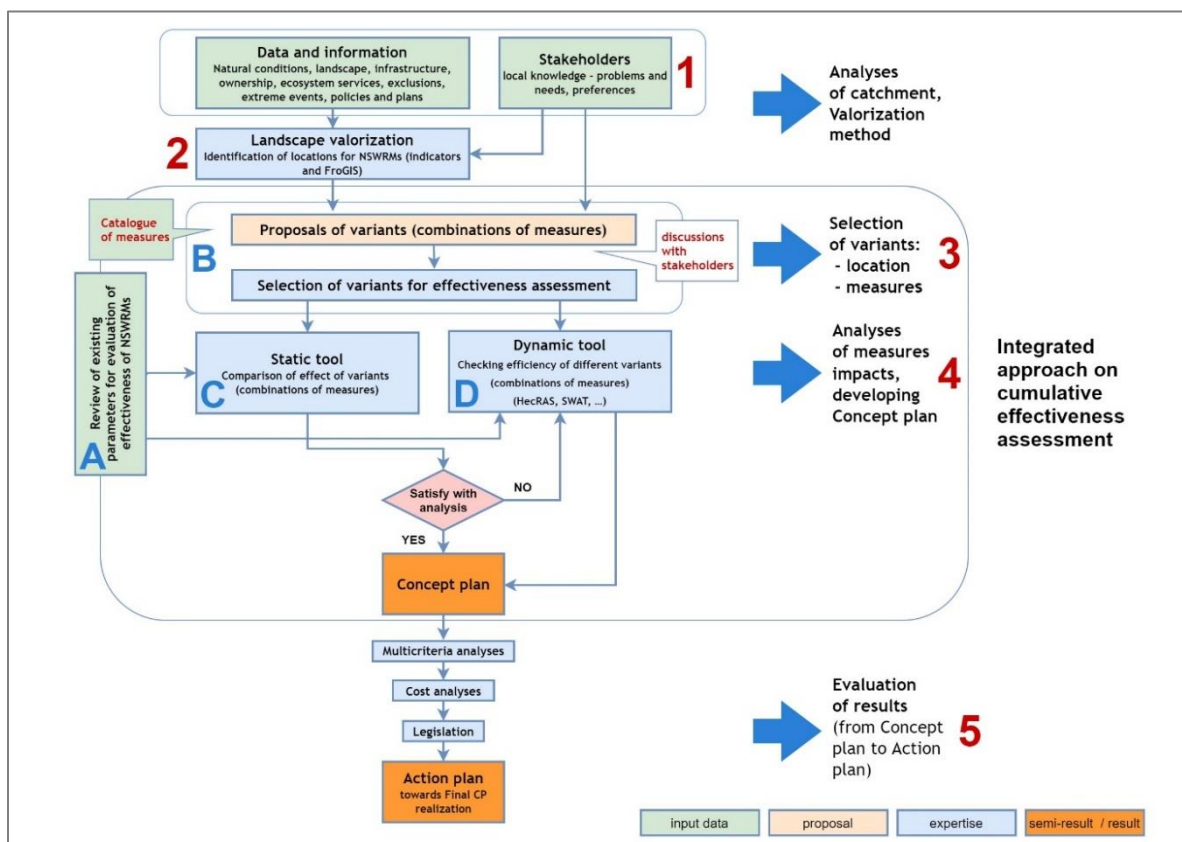 Data and information
Natural conditions, landscape, infrastructure,
ownership, ecosystem services, exclusions,
extreme events, policies and plans
Stakeholders
local knowledge - problems and
needs, preferences
1
Analyses
of catchment,
Valorization
method
2
Landscape valorization
Identification of locations for NSWRMs (indicators
and FroGIS)
Catalogue
of measures
B
Proposals of variants (combinations of measures)
discussions
with
stakeholders
Selection of variants for effectiveness assessment
Selection
of variants:
- location
- measures
3
A
Review of existing
parameters for evaluation of
effectiveness of NSWRMs
Static tool
Comparison of effect of variants
(combinations of measures)
C
Dynamic tool
Checking efficiency of different variants
(combinations of measures)
(HecRAS, SWAT, ...)
D
Analyses
of measures
impacts,
developing
Concept plan
4
Integrated
approach on
cumulative
effectiveness
assessment
Satisfy with
analysis
NO
YES
Concept plan
Multicriteria analyses
Cost analyses
Legislation
Action plan
towards Final CP
realization
Evaluation
of results
(from Concept
plan to Action
plan)
5
input data
proposal
expertise
semi-result / result